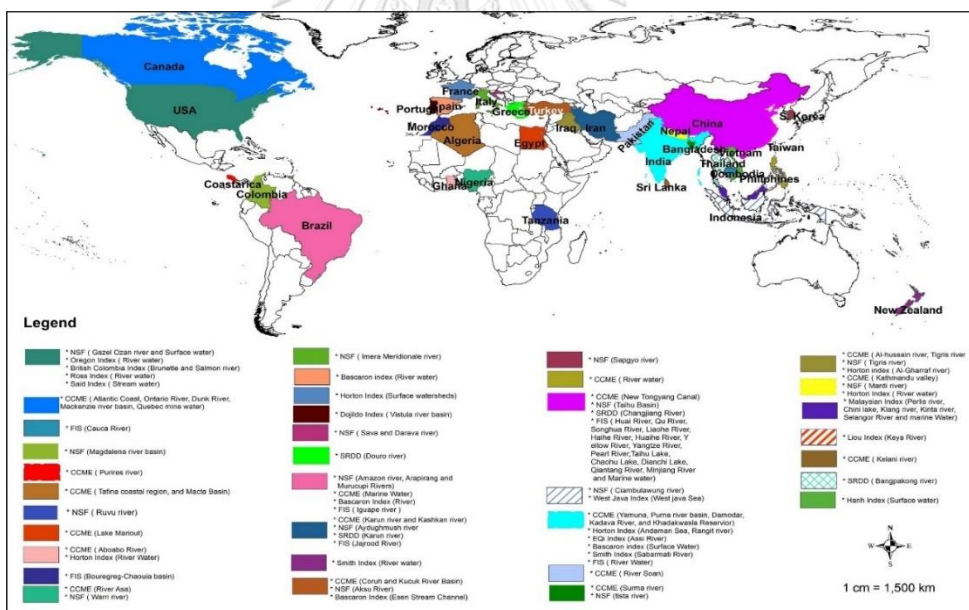 Canada
USA
Coastarica
Colombia
Brazil
France
Italy
Portugal
Spain
Greece
Turkey
Morocco
Algeria
Egypt
Iraq
Iran
Ghana
Nigeria
Tanzania
Pakistan
Nepal
India
Bangladesh
China
S. Korea
Taiwan
Vietnam
Thailand
Combodia
Philiphines
Sri Lanka
Indonesia
New Zealand
Legend
* NSF ( Gazel Ozan river and Surface water)
* Oregon Index ( River water)
* British Colombia Index (Brunette and Salmon river)
* Ross Index ( River water)
* Said Index ( Stream water)
* CCME (Atlantic Coast, Ontario River, Dunk River,
Mackenzie river basin, Quebec mine water)
* FIS (Cauca River)
* NSF (Magdalena river basin)
* CCME ( Purires river)
* CCME ( Tafina coastal region, and Macta Basin)
* NSF ( Ruvu river)
* CCME (Lake Mariout)
* CCME ( Aboabo River)
* Horton Index (River Water)
* FIS (Bouregreg-Chaouia basin)
* CCME (River Asa)
* NSF ( Warri river)
* NSF ( Imera Meridionale river)
* Bascaron index (River water)
* Horton Index (Surface watersheds)
* Dojlido Index ( Vistula river basin)
* NSF ( Sava and Darava river)
* SRDD (Douro river)
* NSF (Amazon river, Arapirang and
Murucupi Rivers)
* CCME (Marine Water)
* Bascaron Index (River)
* FIS ( Iguape river)
* CCME (Karun river and Kashkan river)
* NSF (Aydughmush river
* SRDD (Karun river)
* FIS (Jajrood River)
* Smith Index (River water)
* CCME ( Coruh and Kucuk River Basin)
* NSF (Aksu River)
* Bascaron Index (Esen Stream Channel)
* NSF (Sapgyo river)
* CCME ( River water)
* CCME (New Tongyang Canal)
* NSF (Taihu Basin)
* SRDD (Changjiang River)
* FIS ( Huai River, Qu River,
Songhua River, Liaohe River,
Haihe River, Huaihe River, Y
ellow River, Yangtze River,
Pearl River,Taihu Lake,
Chaohu Lake, Dienchi Lake,
Qiantang River, Minjiang River
and Marine water)
* NSF ( Ciambulawung river)
* West Java Index (West java Sea)
* CCME (Yamuna, Purna river basin, Damodar,
Kadava River, and Khadakwasla Reservior)
* Horton Index (Andaman Sea, Rangit river)
* EQI Index (Assi River)
* Bascaron index (Surface Water)
* Smith Index (Sabarmati River)
* FIS ( River Water)
* CCME ( River Soan)
* CCME ( Surma river)
* NSF (tista river)
* CCME ( Al-hussain river, Tigris river
* NSF ( Tigris river)
* Horton index ( Al-Gharraf river)
* CCME ( Kathmandu valley)
* NSF ( Mardi river)
* Horton Index ( River water)
* Malaysian Index (Perlis river,
Chini lake, Klang river, Kinta river,
Selangor River and marine Water)
* Liou Index (Keya River)
* CCME ( Kelani river)
* SRDD ( Bangpakong river)
* Hanh Index (Surface water)
N
W
E
S
1 cm = 1,500 km